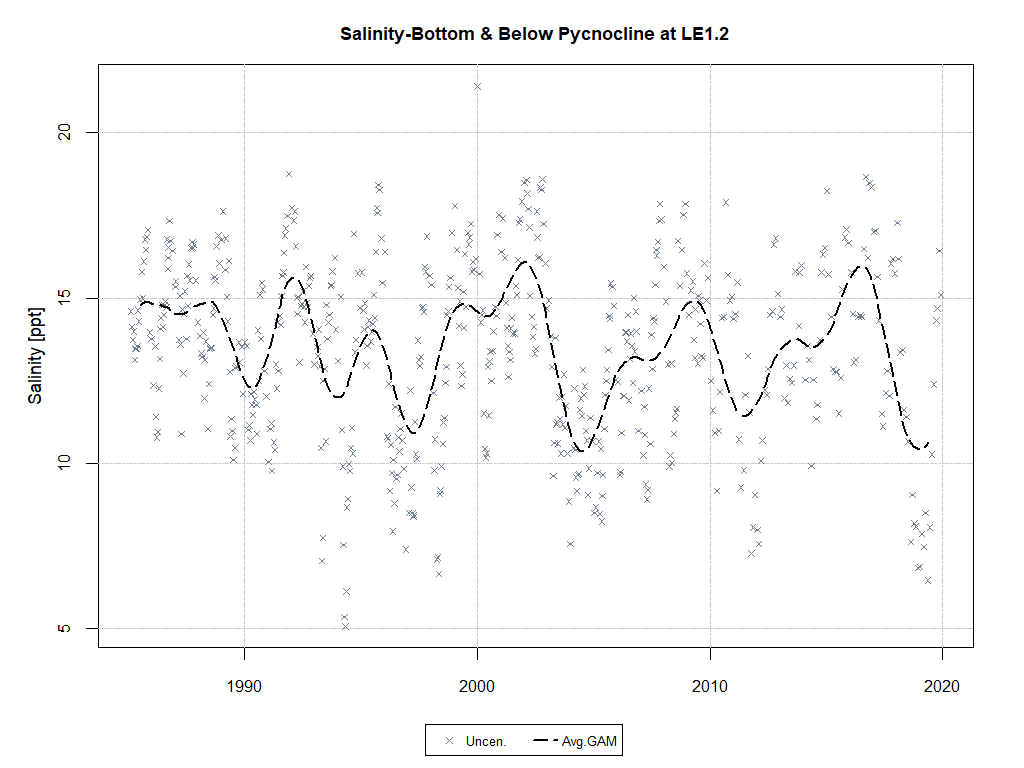 Salinity-Bottom & Below Pycnocline at LE1.2
Salinity [ppt]
20
15
10
5
1990 2000 2010 2020
Uncen. Avg.GAM